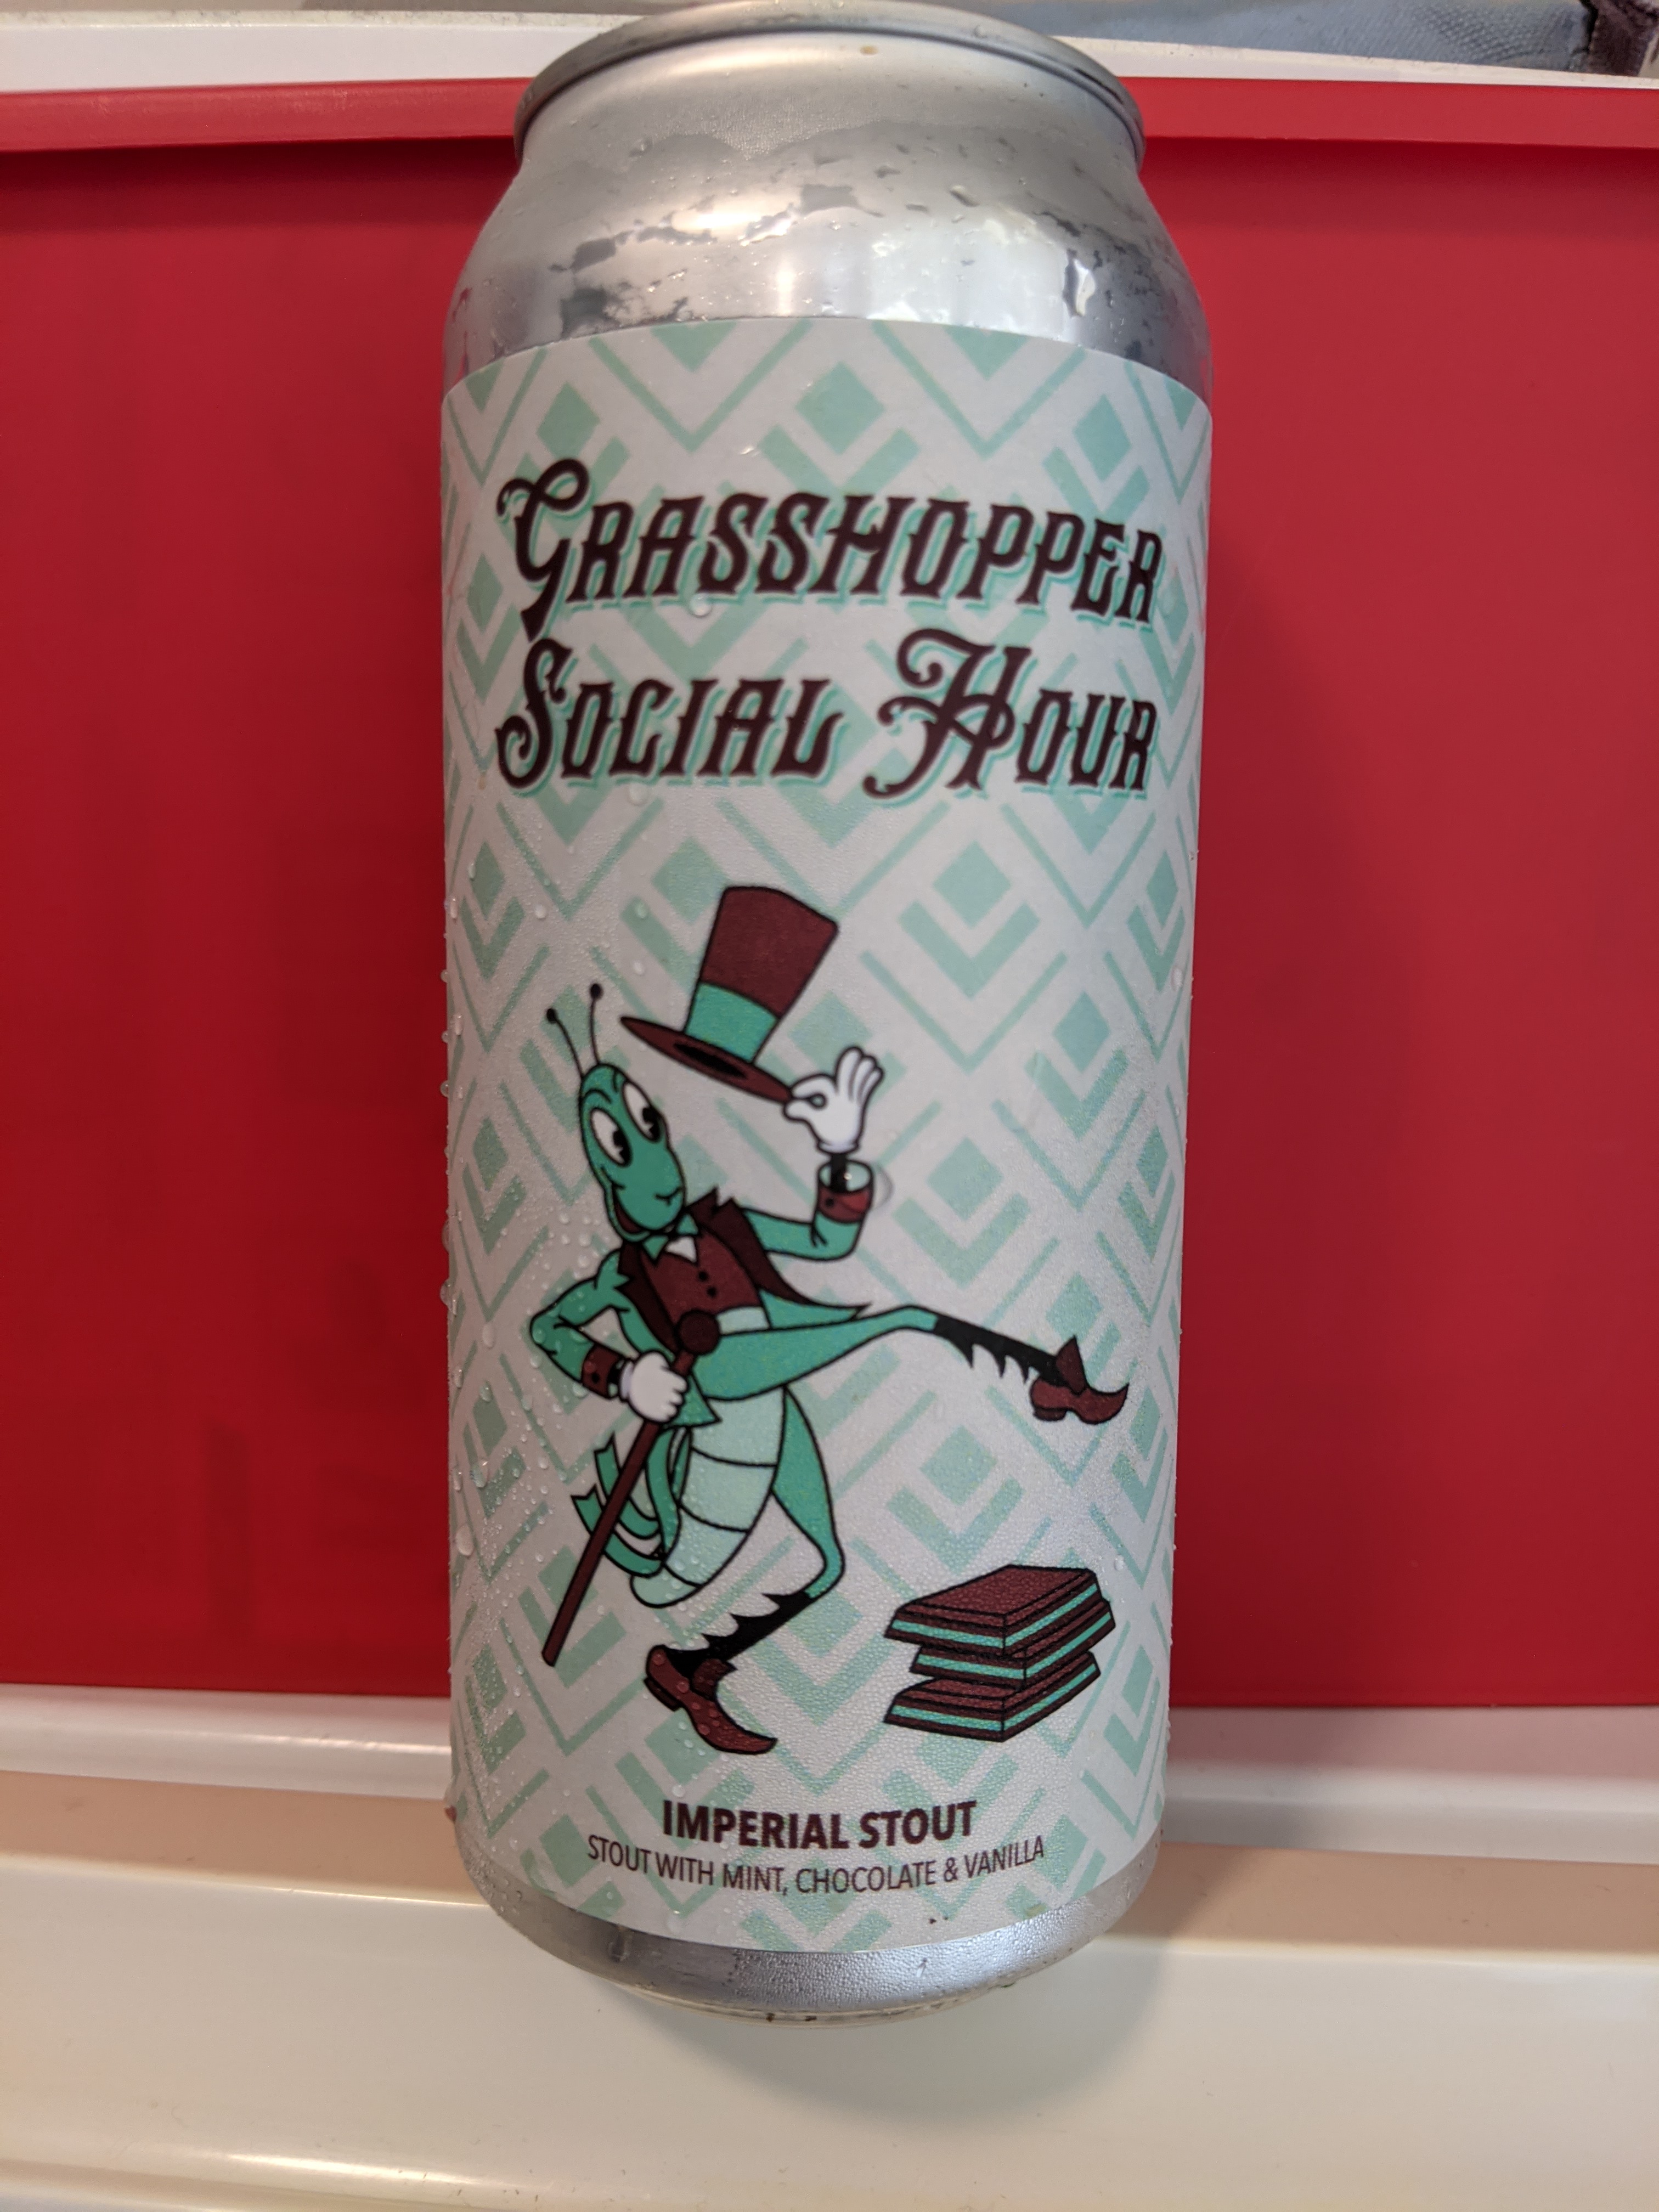 GRASSHOPPER
SOCIAL HOUR
IMPERIAL STOUT
STOUT WITH MINT, CHOCOLATE & VANILLA